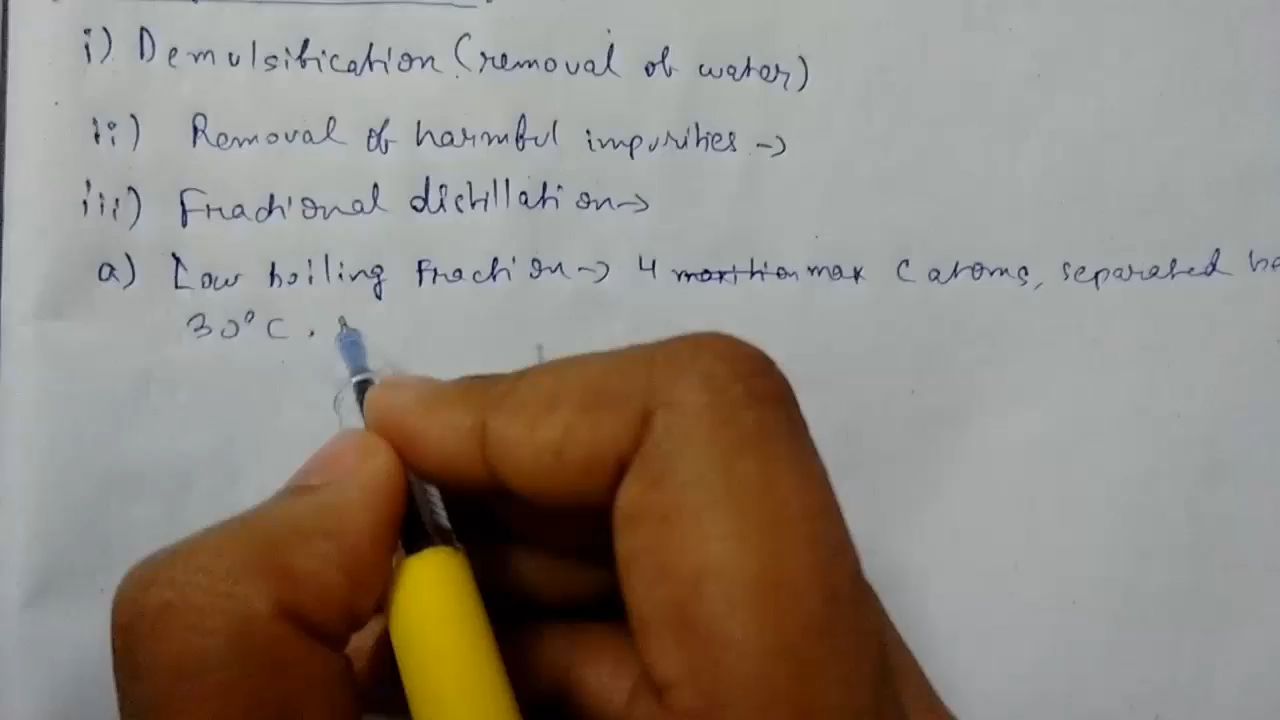 i) Demulsification (removal of water)
ii) Removal of harmful impurities →
iii) Fractional distillation →
a) Low boiling fraction → 4 max C atoms, separated
30°C.